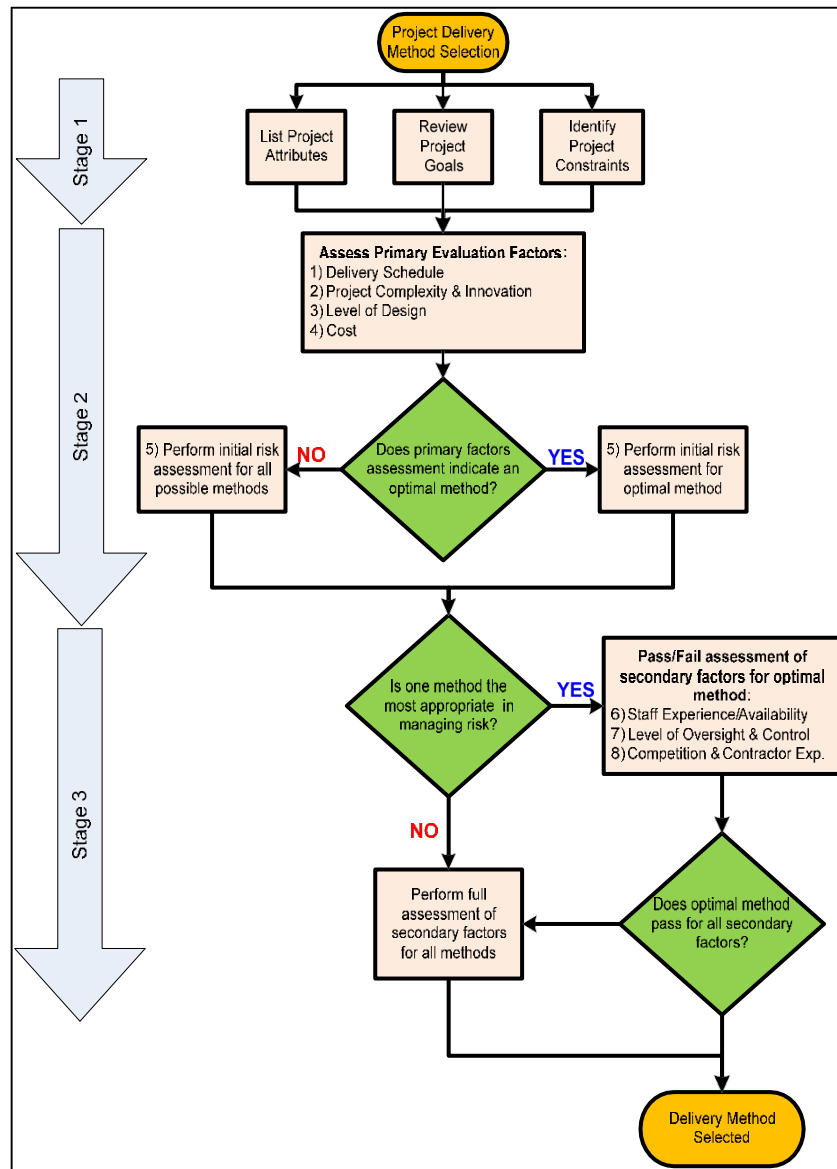 Project Delivery
Method Selection
Stage 1
List Project
Attributes
Review
Project
Goals
Identify
Project
Constraints
Stage 2
Assess Primary Evaluation Factors:
1) Delivery Schedule
2) Project Complexity & Innovation
3) Level of Design
4) Cost
5) Perform initial risk
assessment for all
possible methods
NO
Does primary factors
assessment indicate an
optimal method?
YES
5) Perform initial risk
assessment for
optimal method
Stage 3
Is one method the
most appropriate in
managing risk?
YES
Pass/Fail assessment of
secondary factors for optimal
method:
6) Staff Experience/Availability
7) Level of Oversight & Control
8) Competition & Contractor Exp.
NO
Perform full
assessment of
secondary factors
for all methods
Does optimal method
pass for all secondary
factors?
Delivery Method
Selected